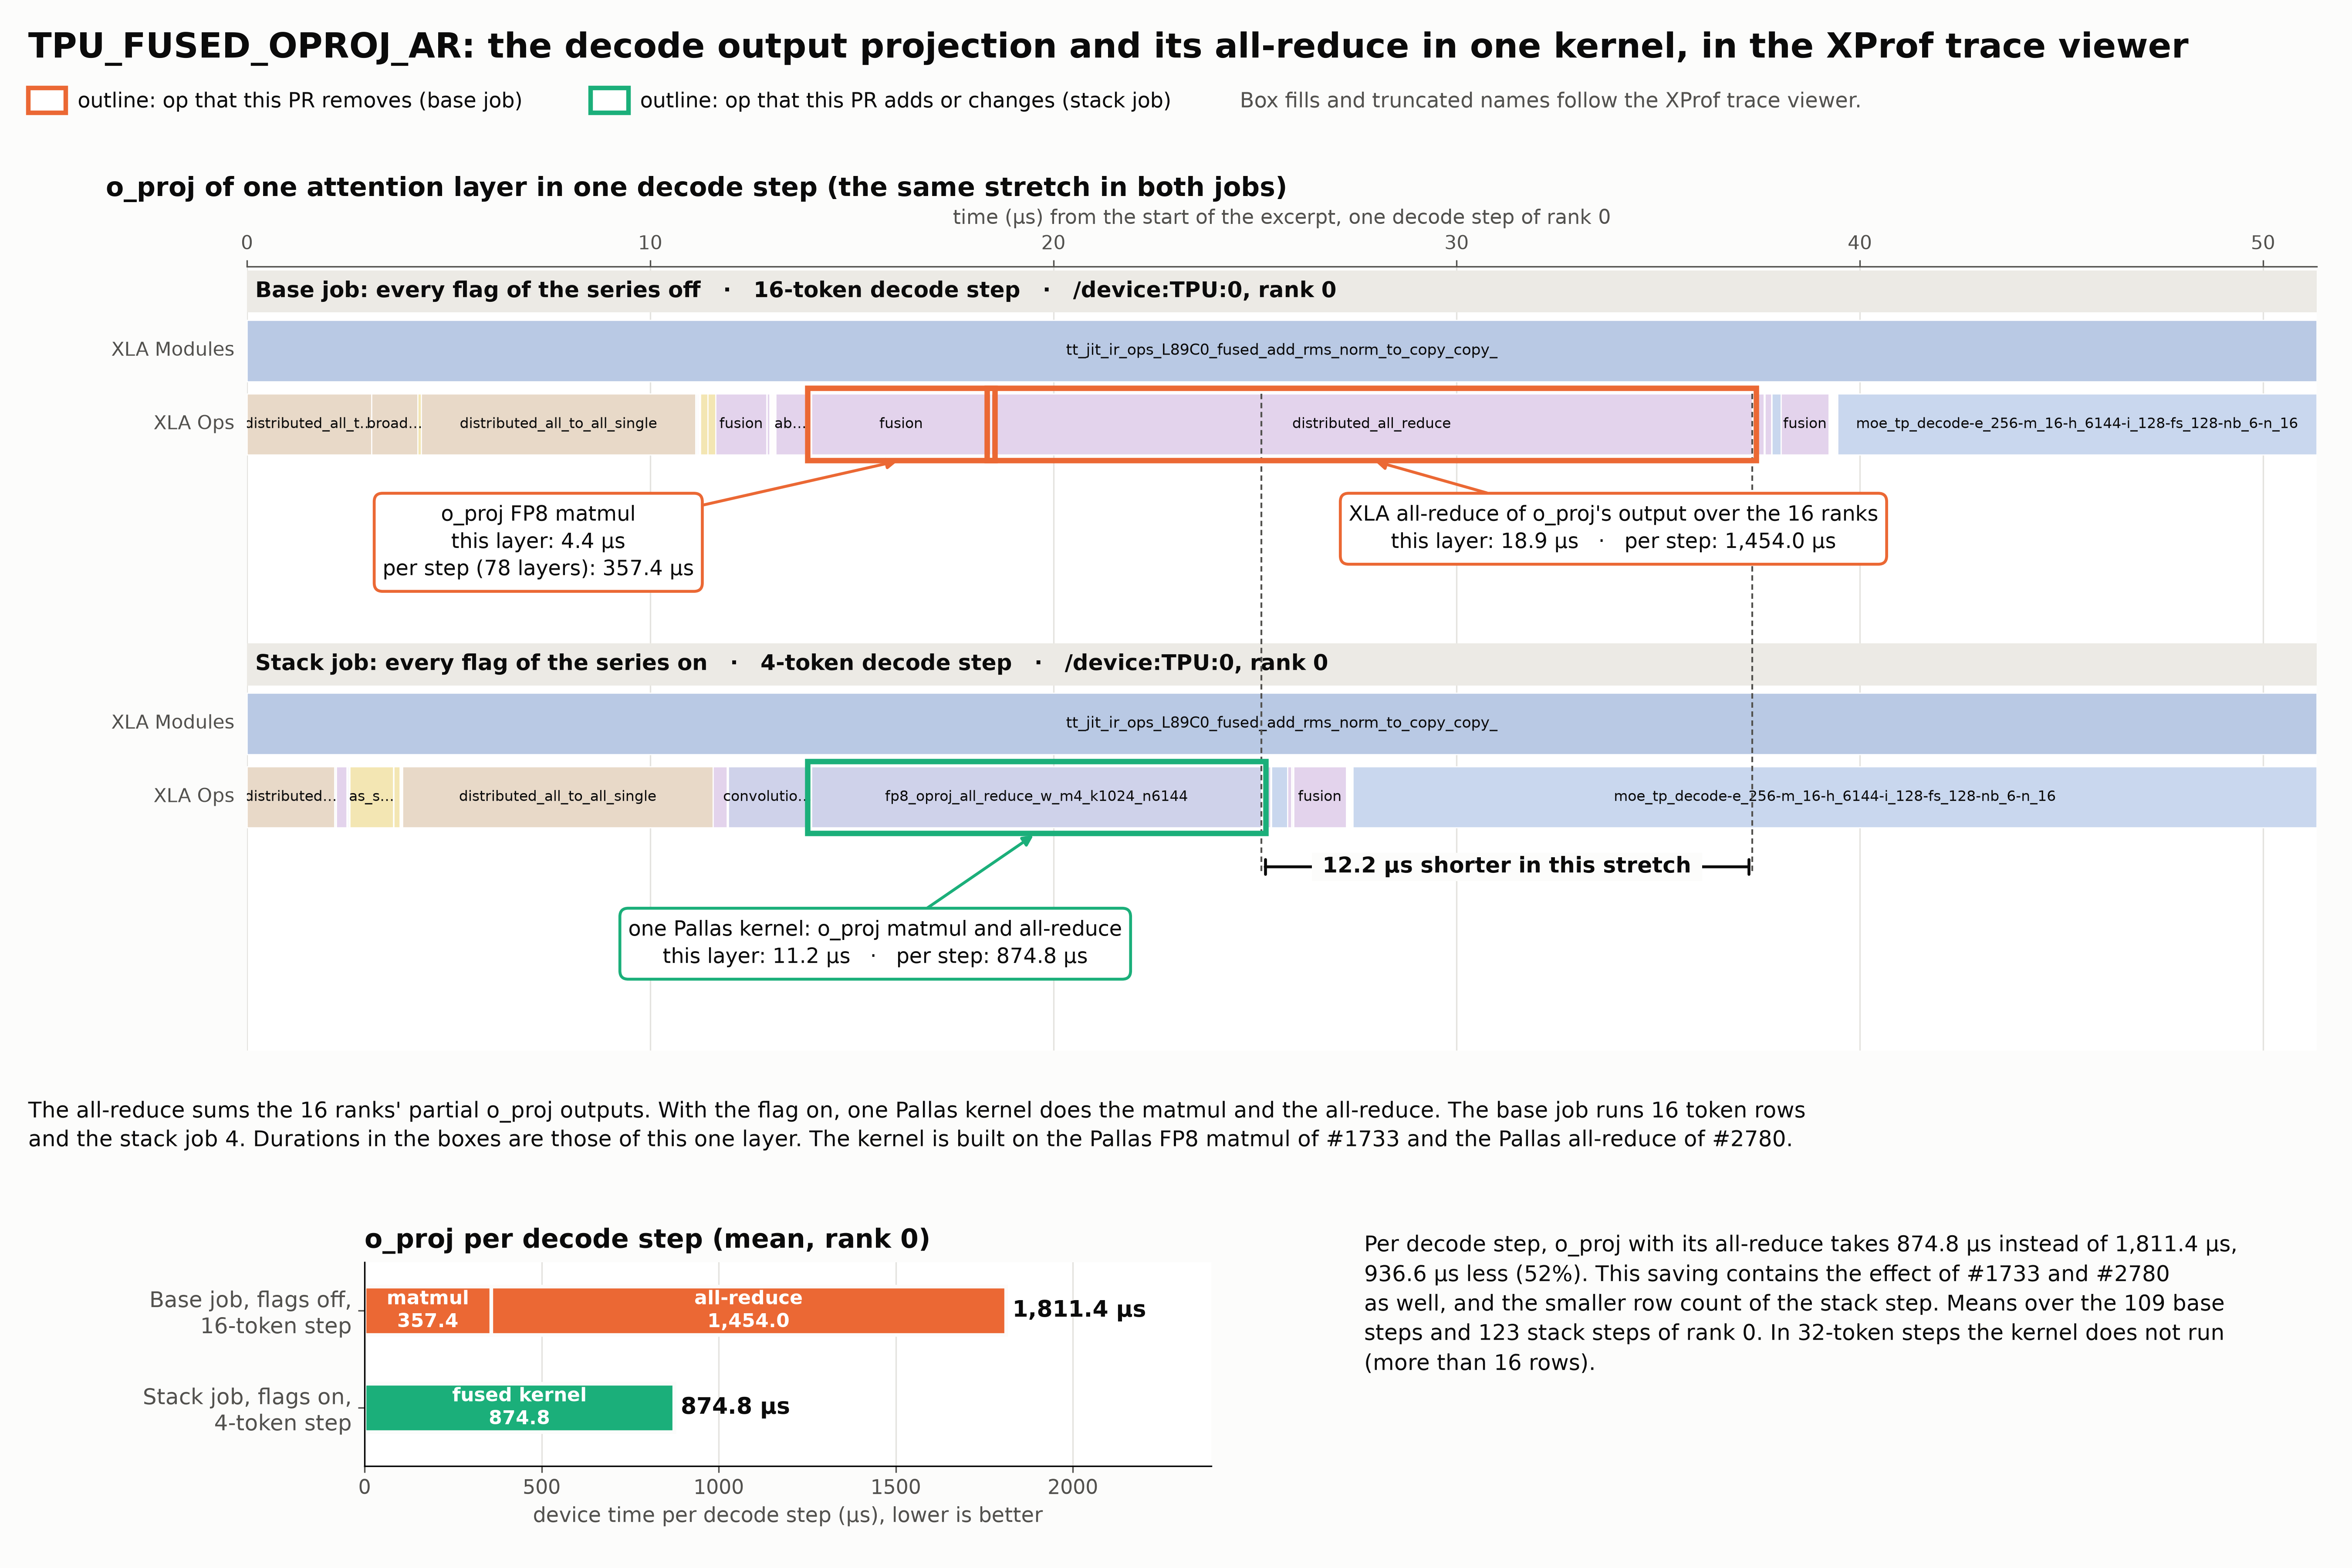 TPU_FUSED_OPROJ_AR: the decode output projection and its all-reduce in one kernel, in the XProf trace viewer
outline: op that this PR removes (base job)
outline: op that this PR adds or changes (stack job)
Box fills and truncated names follow the XProf trace viewer.
o_proj of one attention layer in one decode step (the same stretch in both jobs)
time (µs) from the start of the excerpt, one decode step of rank 0
0 10 20 30 40 50
Base job: every flag of the series off · 16-token decode step · /device:TPU:0, rank 0
XLA Modules
tt_jit_ir_ops_L89C0_fused_add_rms_norm_to_copy_copy_
XLA Ops
distributed_all_t... broad... distributed_all_to_all_single fusion ab... fusion distributed_all_reduce fusion moe_tp_decode-e_256-m_16-h_6144-i_128-fs_128-nb_6-n_16
o_proj FP8 matmul
this layer: 4.4 µs
per step (78 layers): 357.4 µs
XLA all-reduce of o_proj's output over the 16 ranks
this layer: 18.9 µs · per step: 1,454.0 µs
Stack job: every flag of the series on · 4-token decode step · /device:TPU:0, rank 0
XLA Modules
tt_jit_ir_ops_L89C0_fused_add_rms_norm_to_copy_copy_
XLA Ops
distributed... as_s... distributed_all_to_all_single convolutio... fp8_oproj_all_reduce_w_m4_k1024_n6144 fusion moe_tp_decode-e_256-m_16-h_6144-i_128-fs_128-nb_6-n_16
12.2 µs shorter in this stretch
one Pallas kernel: o_proj matmul and all-reduce
this layer: 11.2 µs · per step: 874.8 µs
The all-reduce sums the 16 ranks' partial o_proj outputs. With the flag on, one Pallas kernel does the matmul and the all-reduce. The base job runs 16 token rows
and the stack job 4. Durations in the boxes are those of this one layer. The kernel is built on the Pallas FP8 matmul of #1733 and the Pallas all-reduce of #2780.
o_proj per decode step (mean, rank 0)
Base job, flags off,
16-token step
matmul
357.4
all-reduce
1,454.0
1,811.4 µs
Stack job, flags on,
4-token step
fused kernel
874.8
874.8 µs
0 500 1000 1500 2000
device time per decode step (µs), lower is better
Per decode step, o_proj with its all-reduce takes 874.8 µs instead of 1,811.4 µs,
936.6 µs less (52%). This saving contains the effect of #1733 and #2780
as well, and the smaller row count of the stack step. Means over the 109 base
steps and 123 stack steps of rank 0. In 32-token steps the kernel does not run
(more than 16 rows).